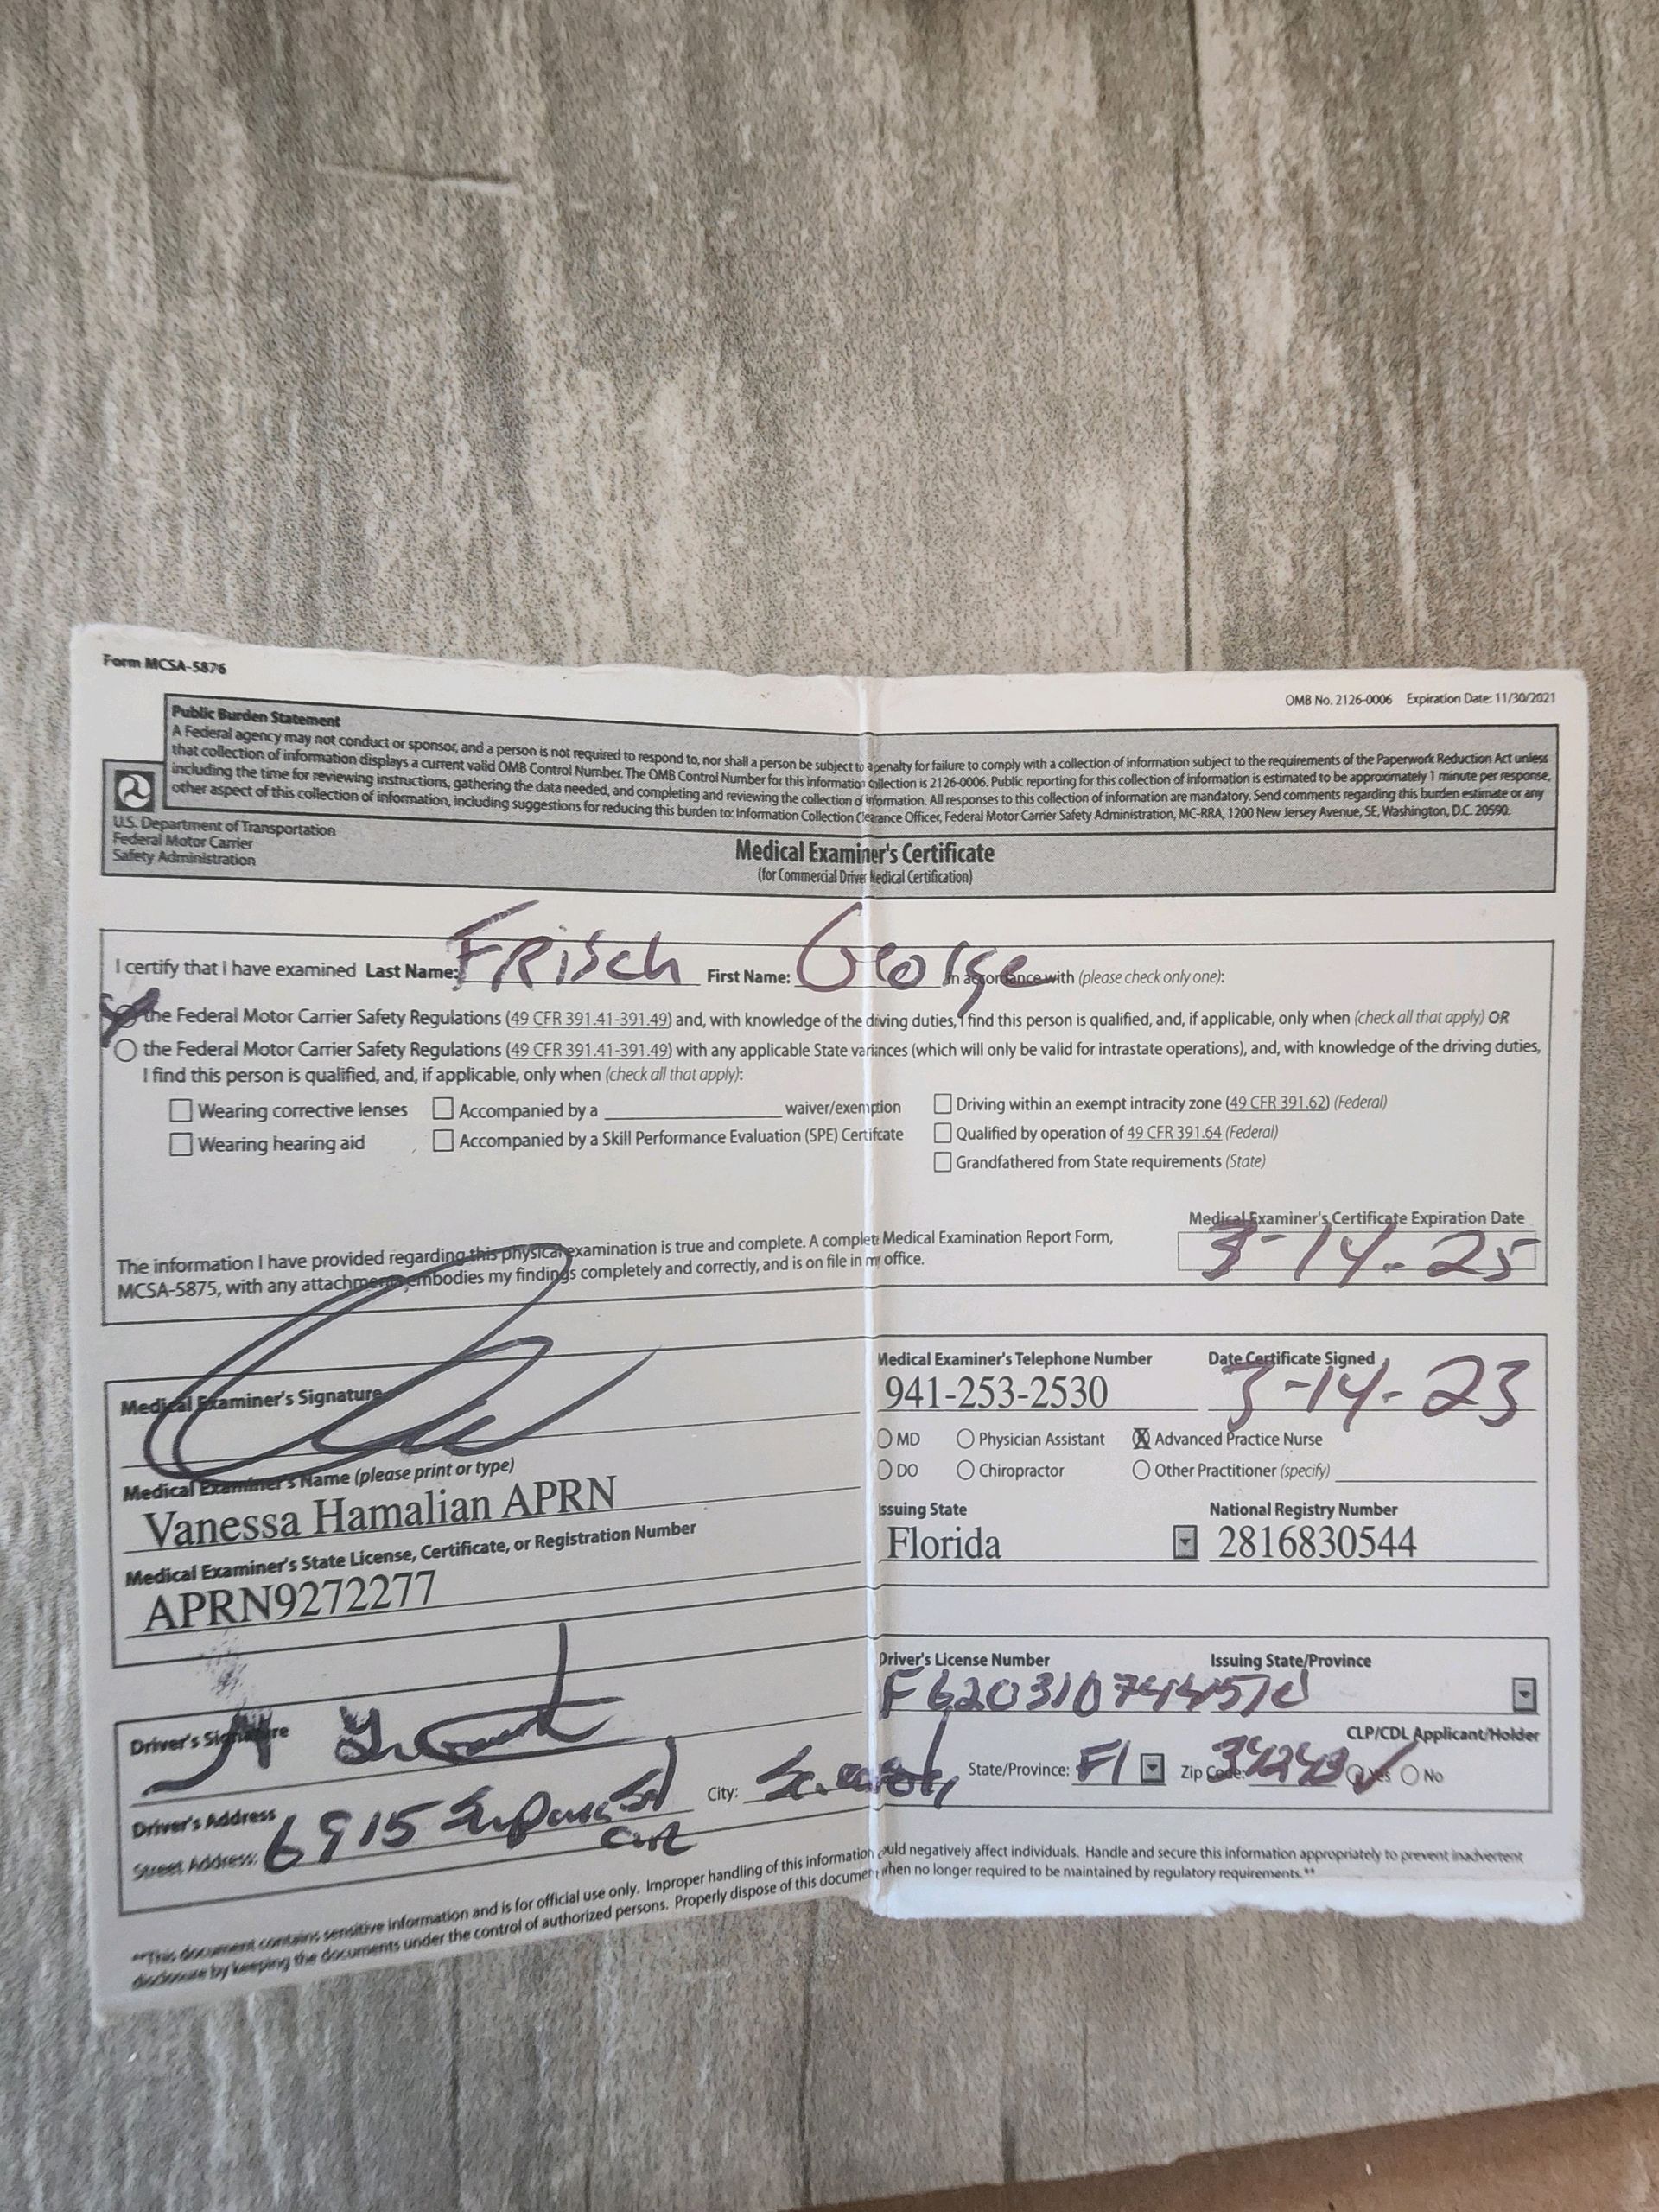 Form MCSA-5876
OMB No. 2126-0006 Expiration Date: 11/30/2021
Public Burden Statement
A Federal agency may not conduct or sponsor, and a person is not required to respond to, nor shall a person be subject to a penalty for failure to comply with a collection of information subject to the requirements of the Paperwork Reduction Act unless
that collection of information displays a current valid OMB Control Number. The OMB Control Number for this information collection is 2126-0006. Public reporting for this collection of information is estimated to be approximately 1 minute per response,
including the time for reviewing instructions, gathering the data needed, and completing and reviewing the collection of information. All responses to this collection of information are mandatory. Send comments regarding this burden estimate or any
other aspect of this collection of information, including suggestions for reducing this burden to: Information Collection Clearance Officer, Federal Motor Carrier Safety Administration, MC-RRA, 1200 New Jersey Avenue, SE, Washington, D.C. 20590.
U.S. Department of Transportation
Federal Motor Carrier
Safety Administration
Medical Examiner's Certificate
(for Commercial Driver Medical Certification)
I certify that I have examined Last Name: FRisch First Name: George in accordance with (please check only one):
the Federal Motor Carrier Safety Regulations (49 CFR 391.41-391.49) and, with knowledge of the driving duties, I find this person is qualified, and, if applicable, only when (check all that apply) OR
the Federal Motor Carrier Safety Regulations (49 CFR 391.41-391.49) with any applicable State variances (which will only be valid for intrastate operations), and, with knowledge of the driving duties,
I find this person is qualified, and, if applicable, only when (check all that apply):
Wearing corrective lenses Accompanied by a waiver/exemption Driving within an exempt intracity zone (49 CFR 391.62) (Federal)
Wearing hearing aid Accompanied by a Skill Performance Evaluation (SPE) Certificate Qualified by operation of 49 CFR 391.64 (Federal)
Grandfathered from State requirements (State)
The information I have provided regarding this physical examination is true and complete. A complete Medical Examination Report Form,
MCSA-5875, with any attachments embodies my findings completely and correctly, and is on file in my office.
Medical Examiner's Certificate Expiration Date
3-14-25
Medical Examiner's Signature
Medical Examiner's Telephone Number Date Certificate Signed
941-253-2530 3-14-23
MD Physician Assistant Advanced Practice Nurse
DO Chiropractor Other Practitioner (specify)
Medical Examiner's Name (please print or type)
Vanessa Hamalian APRN
Medical Examiner's State License, Certificate, or Registration Number
APRN9272277
Issuing State National Registry Number
Florida 2816830544
Driver's Signature
Driver's License Number Issuing State/Province
CLP/CDL Applicant/Holder
Driver's Address
Street Address: 6915 City: State/Province: Fl Zip Code: 34243 Yes No
**This document contains sensitive information and is for official use only. Improper handling of this information could negatively affect individuals. Handle and secure this information appropriately to prevent inadvertent
disclosure by keeping the documents under the control of authorized persons. Properly dispose of this document when no longer required to be maintained by regulatory requirements.**